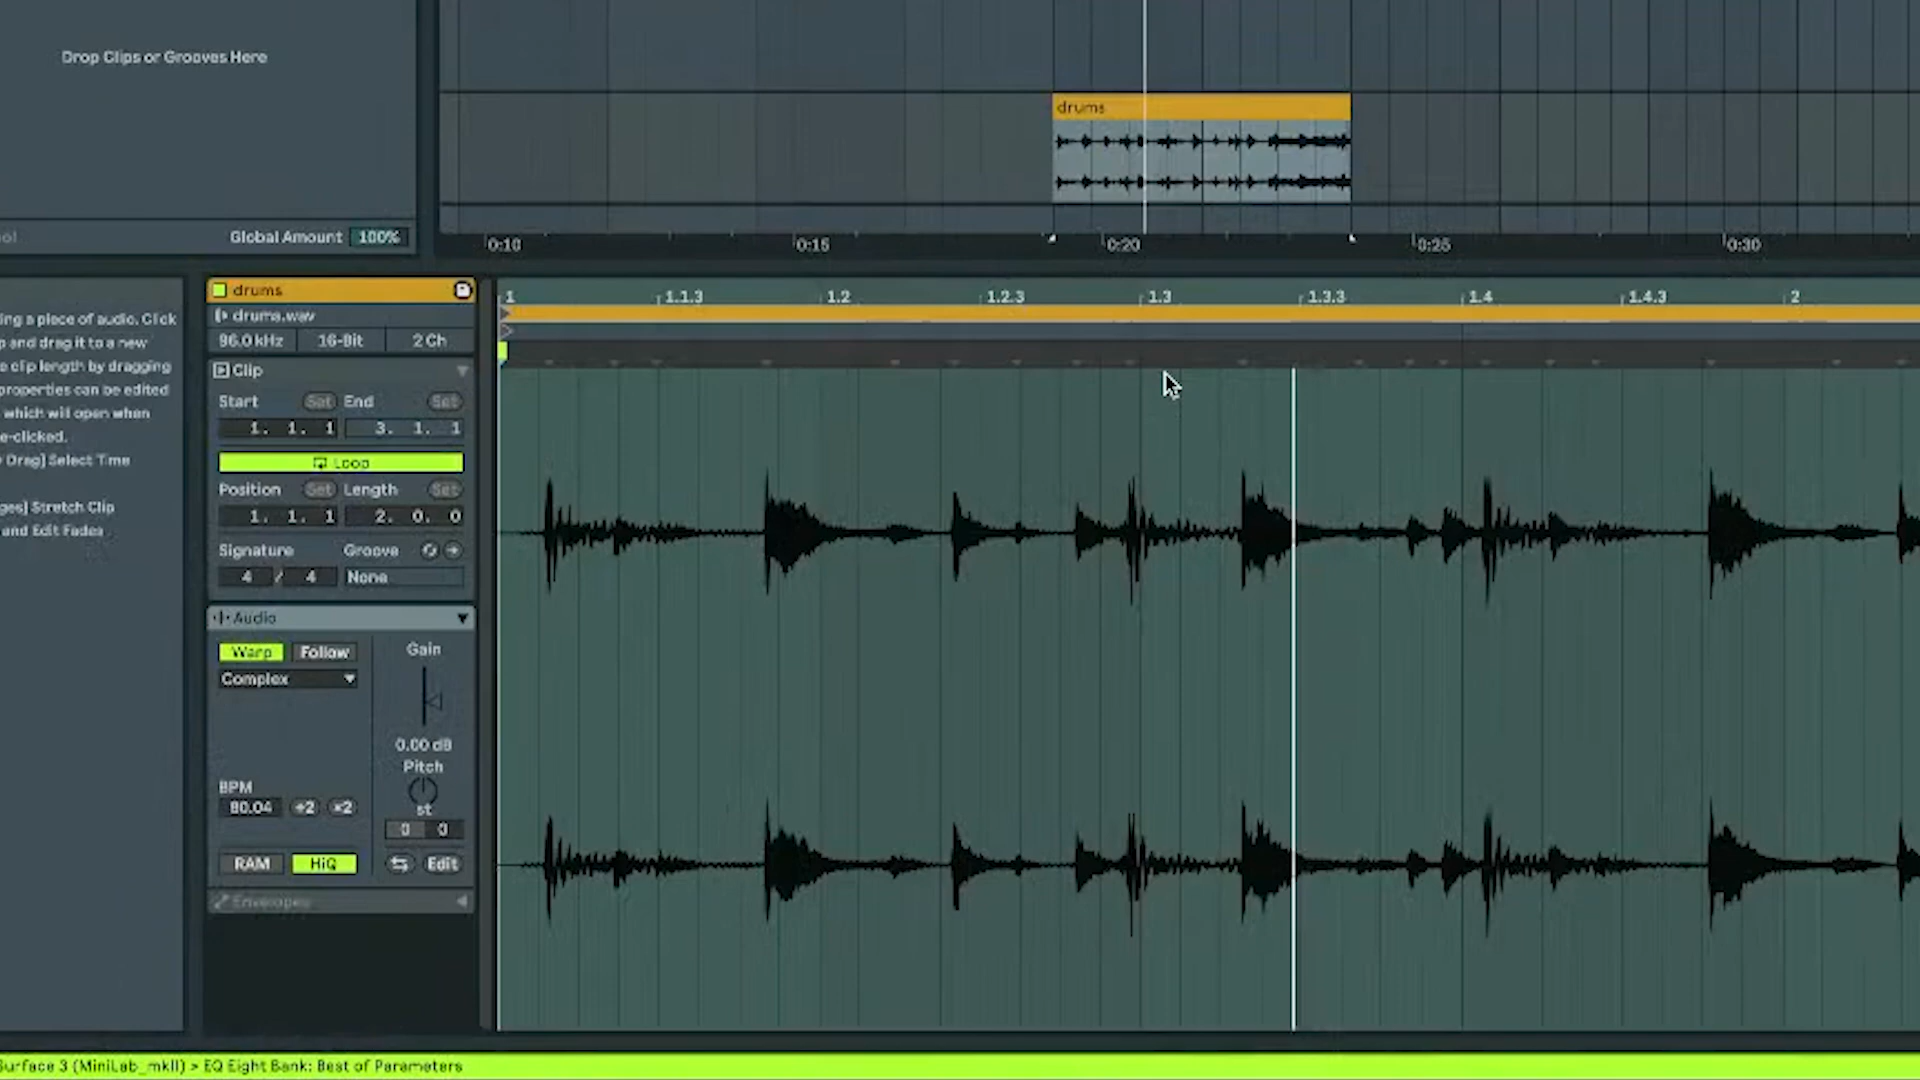 Drop Clips or Grooves Here
drums
Global Amount 100%
0:10 0:15 0:20 0:25 0:30
drums
drums.wav
96.0 kHz 16-Bit 2 Ch
Clip
Start Set End Set
1. 1. 1 3. 1. 1
Loop
Position Set Length Set
1. 1. 1 2. 0. 0
Signature Groove
4 / 4 None
Audio
Warp Follow Gain
Complex
0.00 dB
Pitch
BPM
80.04 ÷2 ×2 st
0 0
RAM HiQ Edit
Envelopes
1 1.1.3 1.2 1.2.3 1.3 1.3.3 1.4 1.4.3 2
ing a piece of audio. Click
p and drag it to a new
e clip length by dragging
properties can be edited
which will open when
e-clicked.
Drag] Select Time
ges] Stretch Clip
and Edit Fades
Surface 3 (MiniLab_mkII) > EQ Eight Bank: Best of Parameters